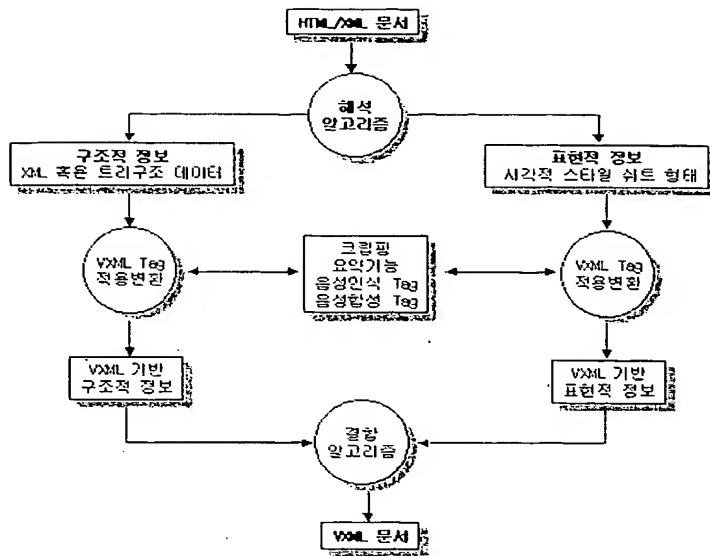 HTML/XML 문서
해석
알고리즘
구조적 정보
XML 혹은 트리구조 데이터
표현적 정보
시각적 스타일 쉬트 형태
VXML Tag
적용변환
크립핑
요약기능
음성인식 Tag
음성합성 Tag
VXML Tag
적용변환
VXML 기반
구조적 정보
VXML 기반
표현적 정보
결합
알고리즘
VXML 문서